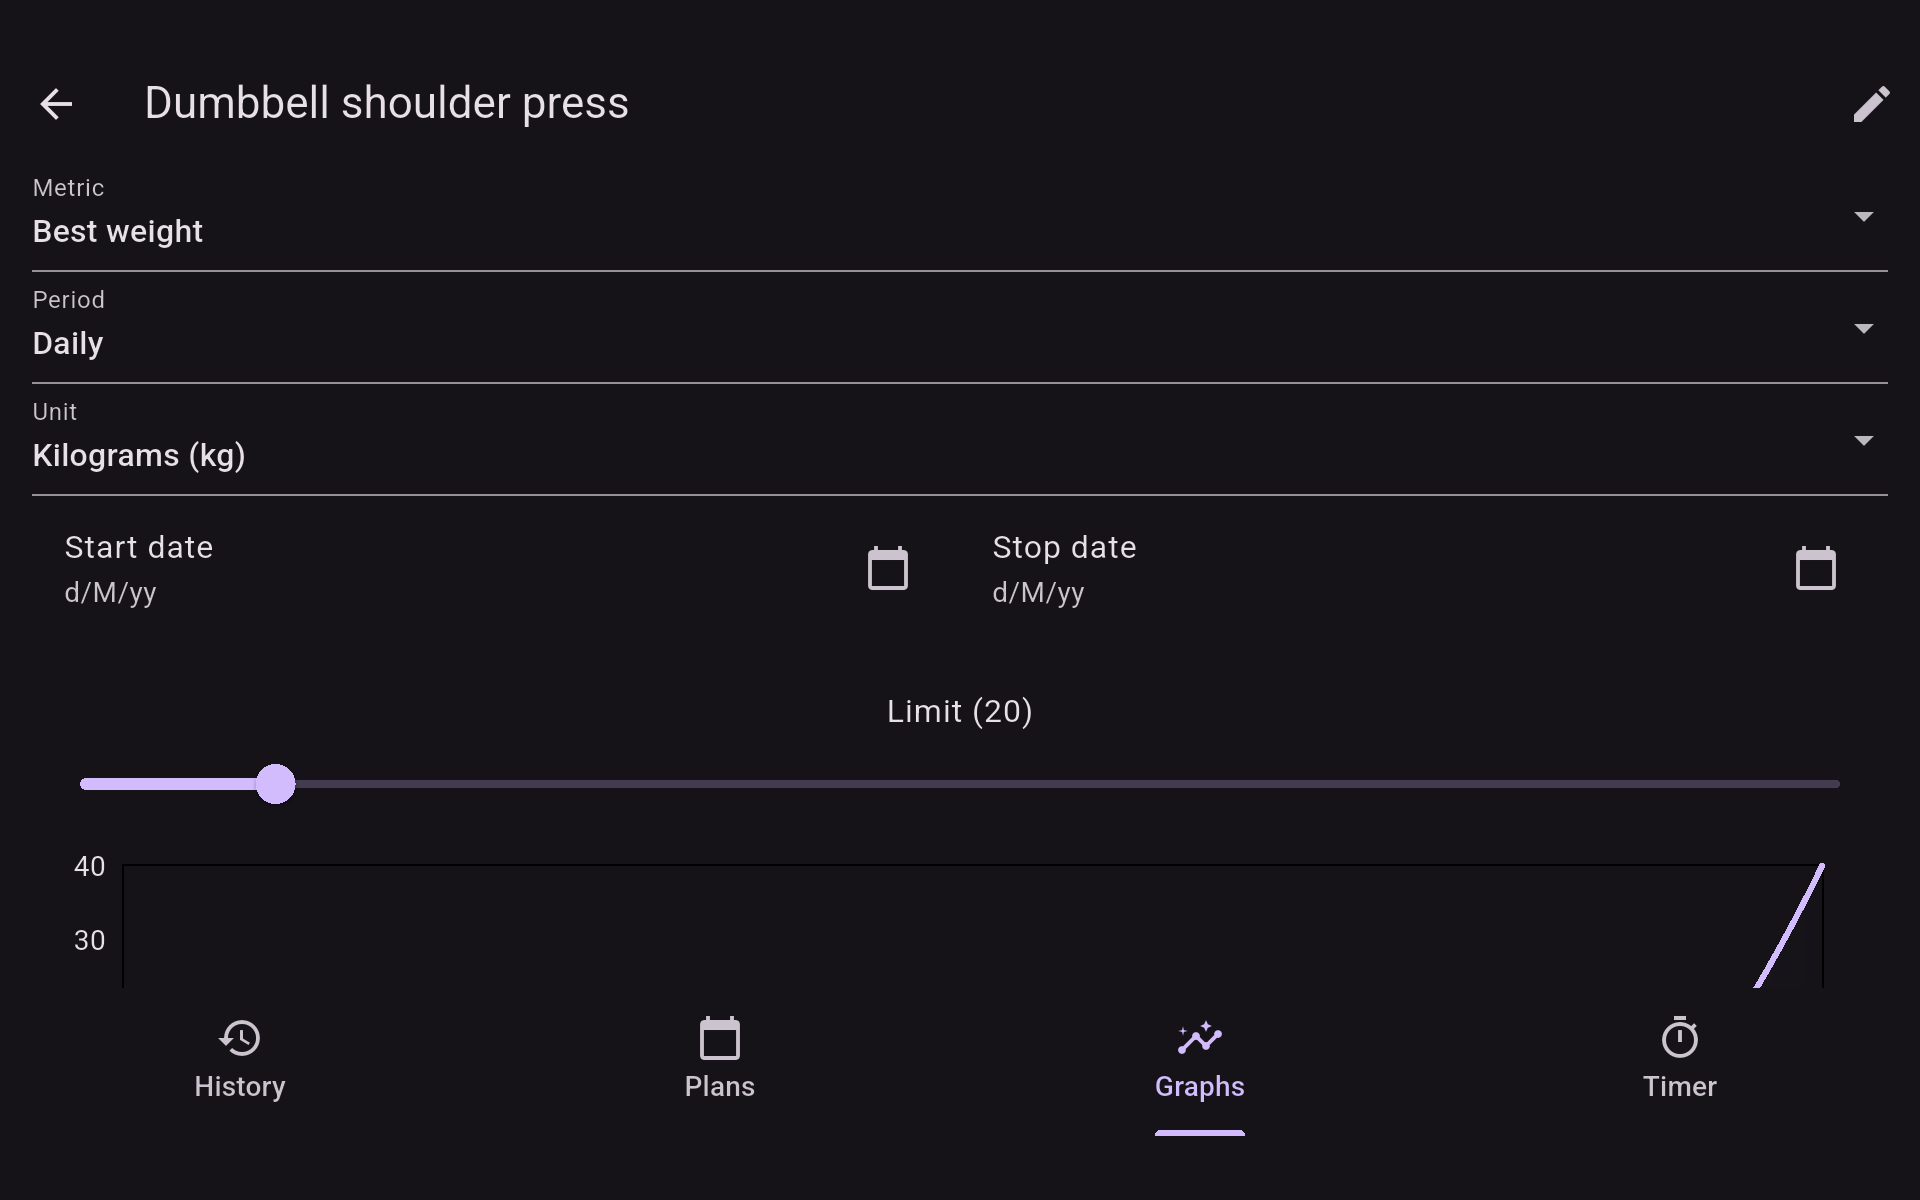 Dumbbell shoulder press
Metric
Best weight
Period
Daily
Unit
Kilograms (kg)
Start date
d/M/yy
Stop date
d/M/yy
Limit (20)
40
30
History
Plans
Graphs
Timer